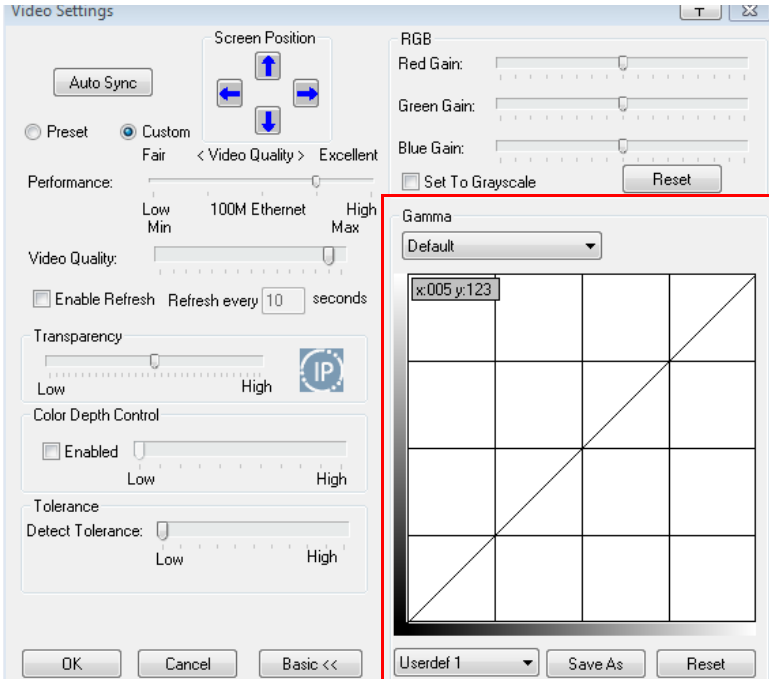 Video Settings
Screen Position
Auto Sync
Preset
Custom
Fair < Video Quality > Excellent
Performance:
Low 100M Ethernet High
Min Max
Video Quality:
Enable Refresh Refresh every 10 seconds
Transparency
Low High
IP
Color Depth Control
Enabled
Low High
Tolerance
Detect Tolerance:
Low High
OK Cancel Basic <<
RGB
Red Gain:
Green Gain:
Blue Gain:
Set To Grayscale Reset
Gamma
Default
x:005 y:123
Userdef 1 Save As Reset